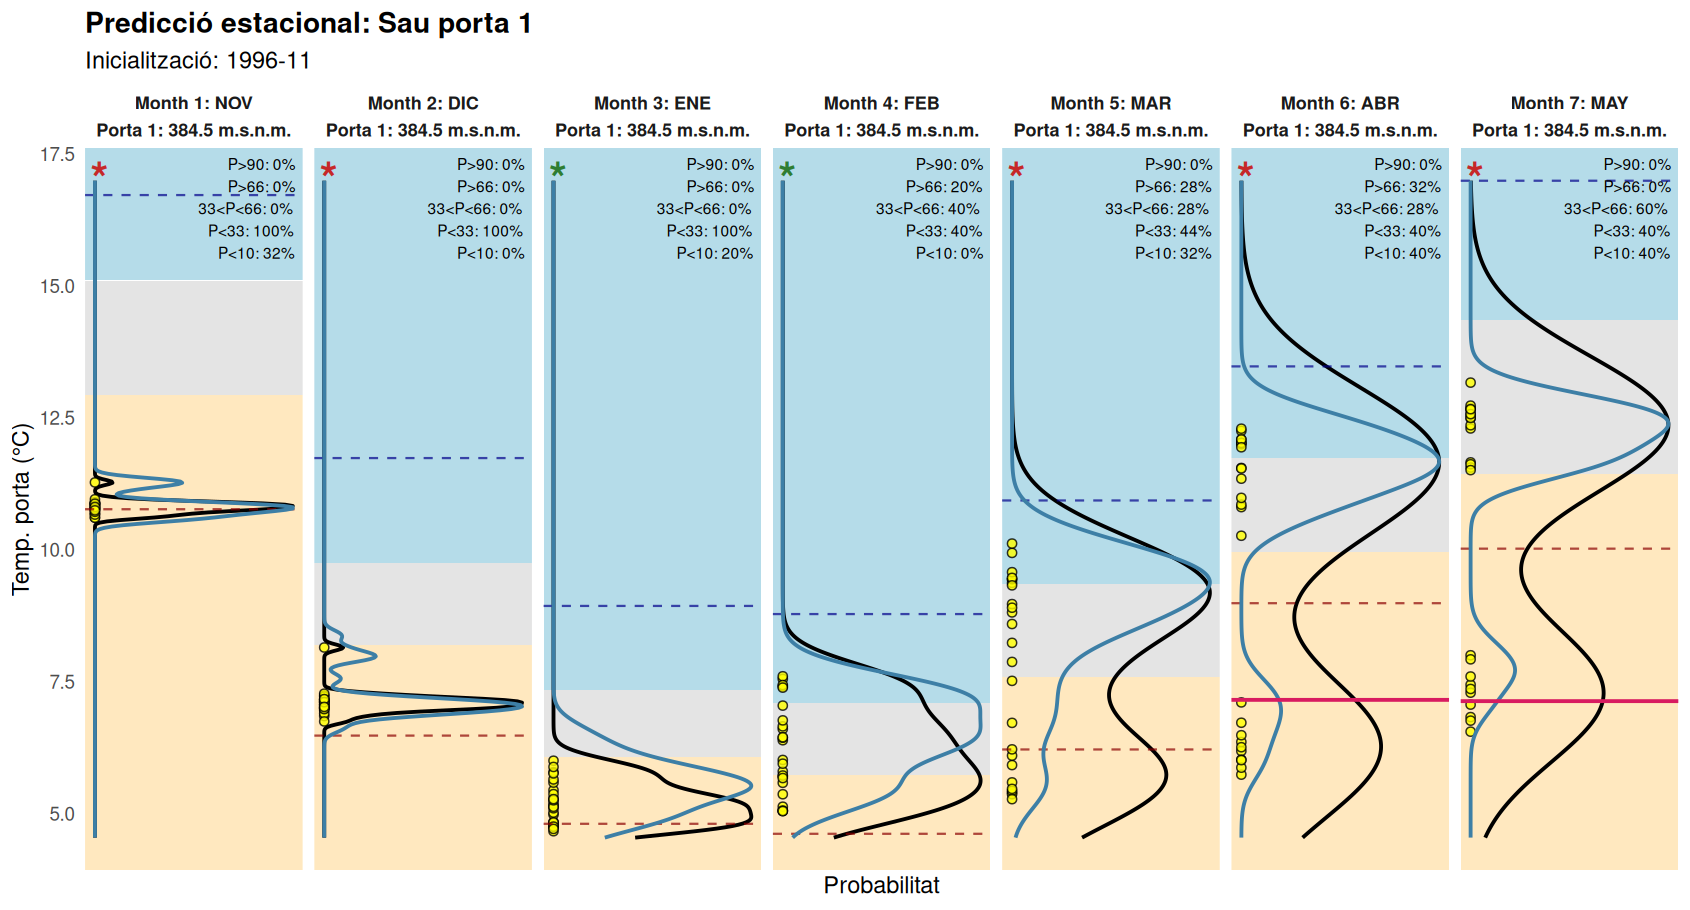 Predicció estacional: Sau porta 1
Inicialització: 1996-11
Month 1: NOV
Porta 1: 384.5 m.s.n.m.
Month 2: DIC
Porta 1: 384.5 m.s.n.m.
Month 3: ENE
Porta 1: 384.5 m.s.n.m.
Month 4: FEB
Porta 1: 384.5 m.s.n.m.
Month 5: MAR
Porta 1: 384.5 m.s.n.m.
Month 6: ABR
Porta 1: 384.5 m.s.n.m.
Month 7: MAY
Porta 1: 384.5 m.s.n.m.
Temp. porta (°C)
17.5
15.0
12.5
10.0
7.5
5.0
*
P>90: 0%
P>66: 0%
33<P<66: 0%
P<33: 100%
P<10: 32%
*
P>90: 0%
P>66: 0%
33<P<66: 0%
P<33: 100%
P<10: 0%
*
P>90: 0%
P>66: 0%
33<P<66: 0%
P<33: 100%
P<10: 20%
*
P>90: 0%
P>66: 20%
33<P<66: 40%
P<33: 40%
P<10: 0%
*
P>90: 0%
P>66: 28%
33<P<66: 28%
P<33: 44%
P<10: 32%
*
P>90: 0%
P>66: 32%
33<P<66: 28%
P<33: 40%
P<10: 40%
*
P>90: 0%
P>66: 0%
33<P<66: 60%
P<33: 40%
P<10: 40%
Probabilitat